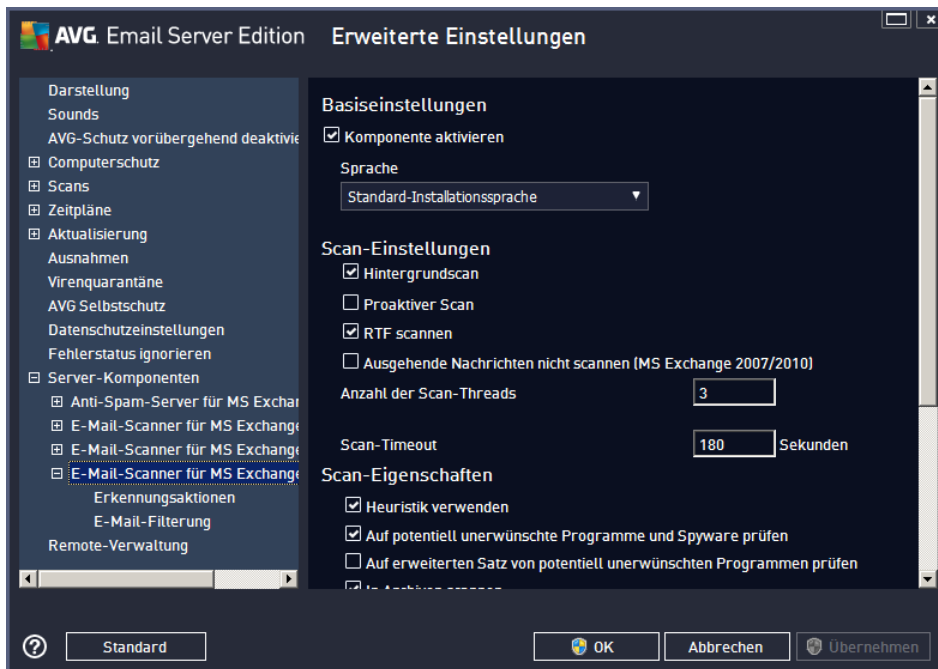 AVG. Email Server Edition Erweiterte Einstellungen
Darstellung
Sounds
AVG-Schutz vorübergehend deaktivie
Computerschutz
Scans
Zeitpläne
Aktualisierung
Ausnahmen
Virenquarantäne
AVG Selbstschutz
Datenschutzeinstellungen
Fehlerstatus ignorieren
Server-Komponenten
Anti-Spam-Server für MS Exchan
E-Mail-Scanner für MS Exchange
E-Mail-Scanner für MS Exchange
E-Mail-Scanner für MS Exchange
Erkennungsaktionen
E-Mail-Filterung
Remote-Verwaltung
Basiseinstellungen
Komponente aktivieren
Sprache
Standard-Installationssprache
Scan-Einstellungen
Hintergrundscan
Proaktiver Scan
RTF scannen
Ausgehende Nachrichten nicht scannen (MS Exchange 2007/2010)
Anzahl der Scan-Threads 3
Scan-Timeout 180 Sekunden
Scan-Eigenschaften
Heuristik verwenden
Auf potentiell unerwünschte Programme und Spyware prüfen
Auf erweiterten Satz von potentiell unerwünschten Programmen prüfen
In Archiven scannen
Standard
OK
Abbrechen
Übernehmen